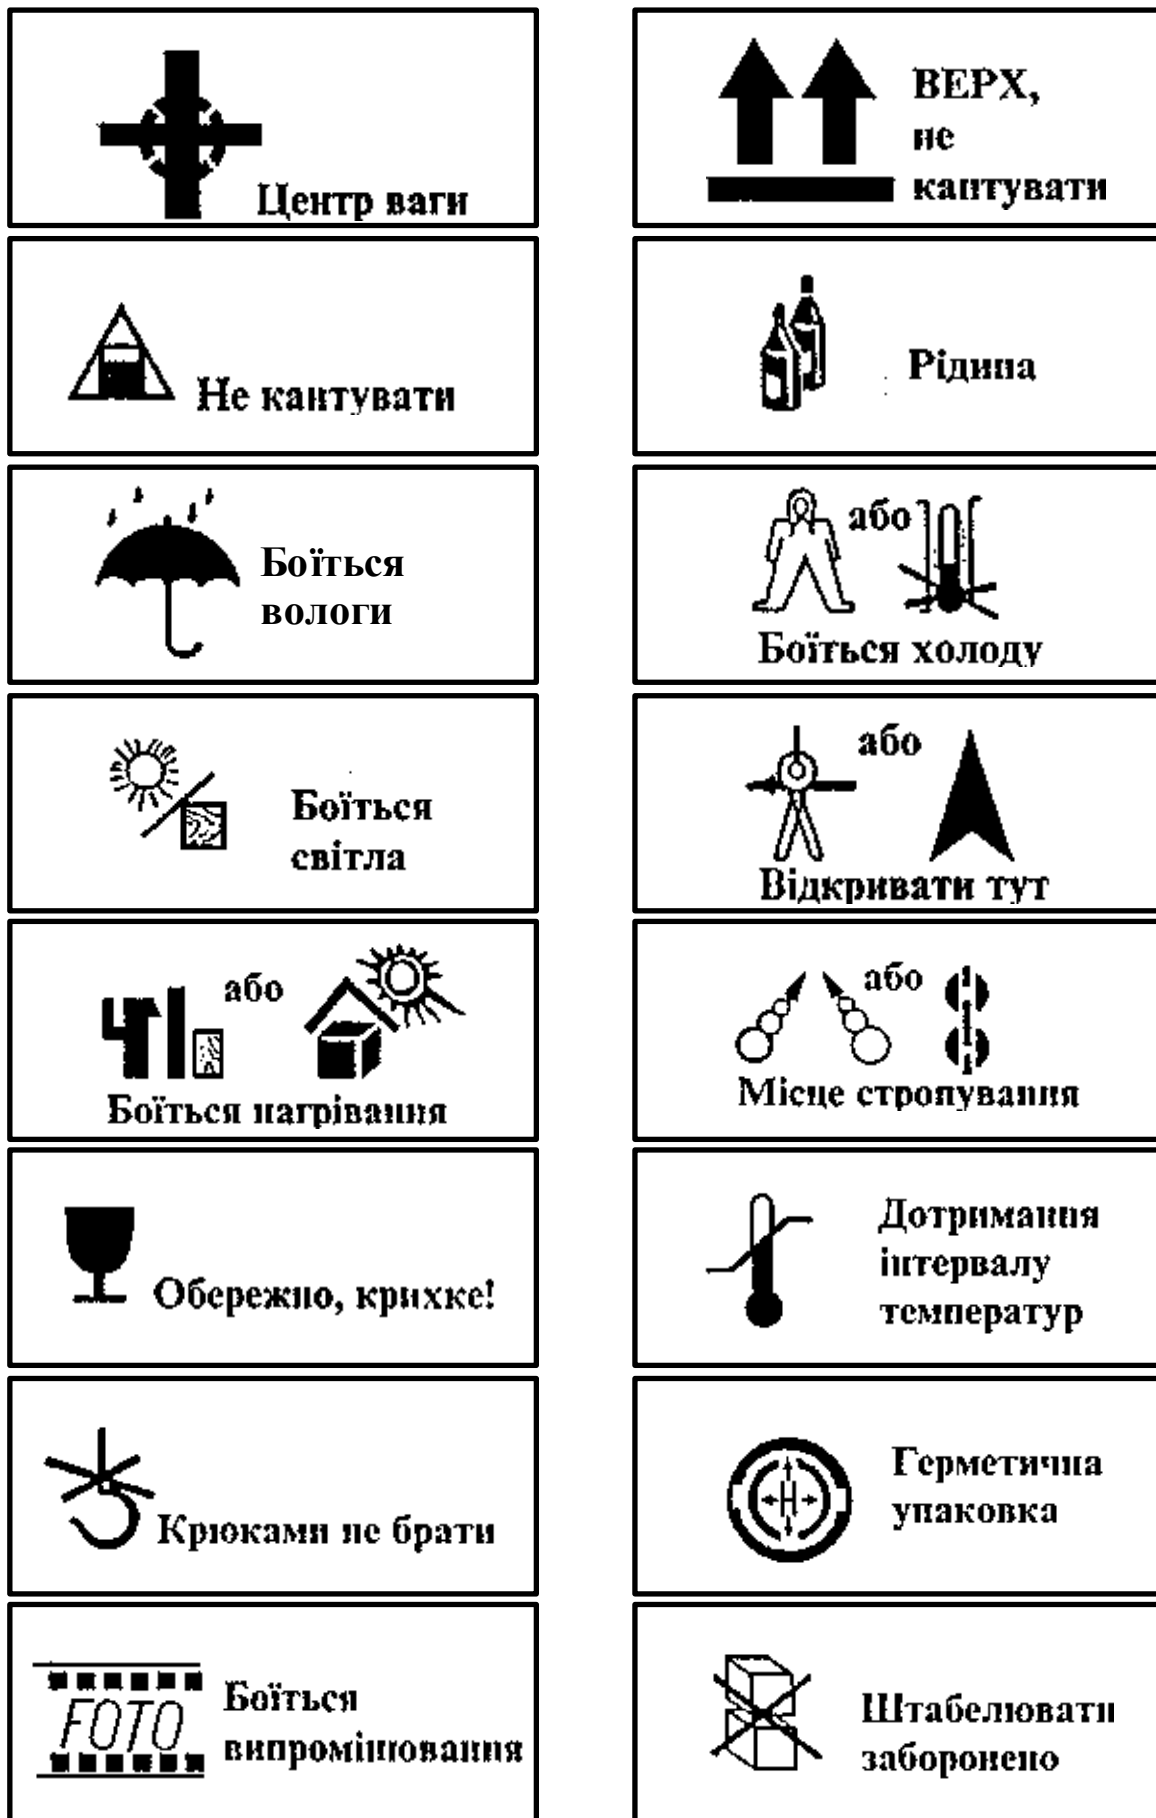 Центр ваги
ВЕРХ,
не
кантувати
Не кантувати
Рідина
Боїться
вологи
або
Боїться холоду
Боїться
світла
або
Відкривати тут
або
Боїться нагрівання
або
Місце стропування
Обережно, крихке!
Дотримання
інтервалу
температур
Крюками не брати
Герметична
упаковка
FOTO
Боїться
випромінювання
Штабелювати
заборонено